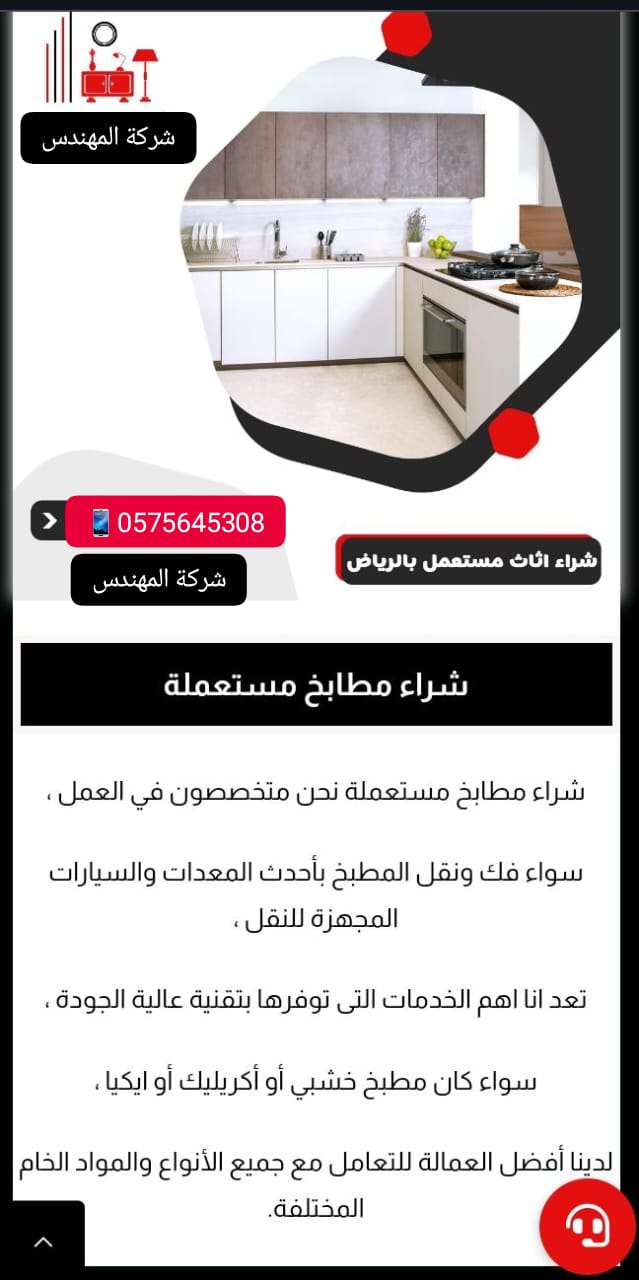 شركة المهندس
0575645308
شركة المهندس
شراء اثاث مستعمل بالرياض
شراء مطابخ مستعملة
شراء مطابخ مستعملة نحن متخصصون في العمل ،
سواء فك ونقل المطبخ بأحدث المعدات والسيارات
المجهزة للنقل ،
تعد انا اهم الخدمات التى توفرها بتقنية عالية الجودة ،
سواء كان مطبخ خشبي أو أكريليك أو ايكيا ،
لدينا أفضل العمالة للتعامل مع جميع الأنواع والمواد الخام
المختلفة.